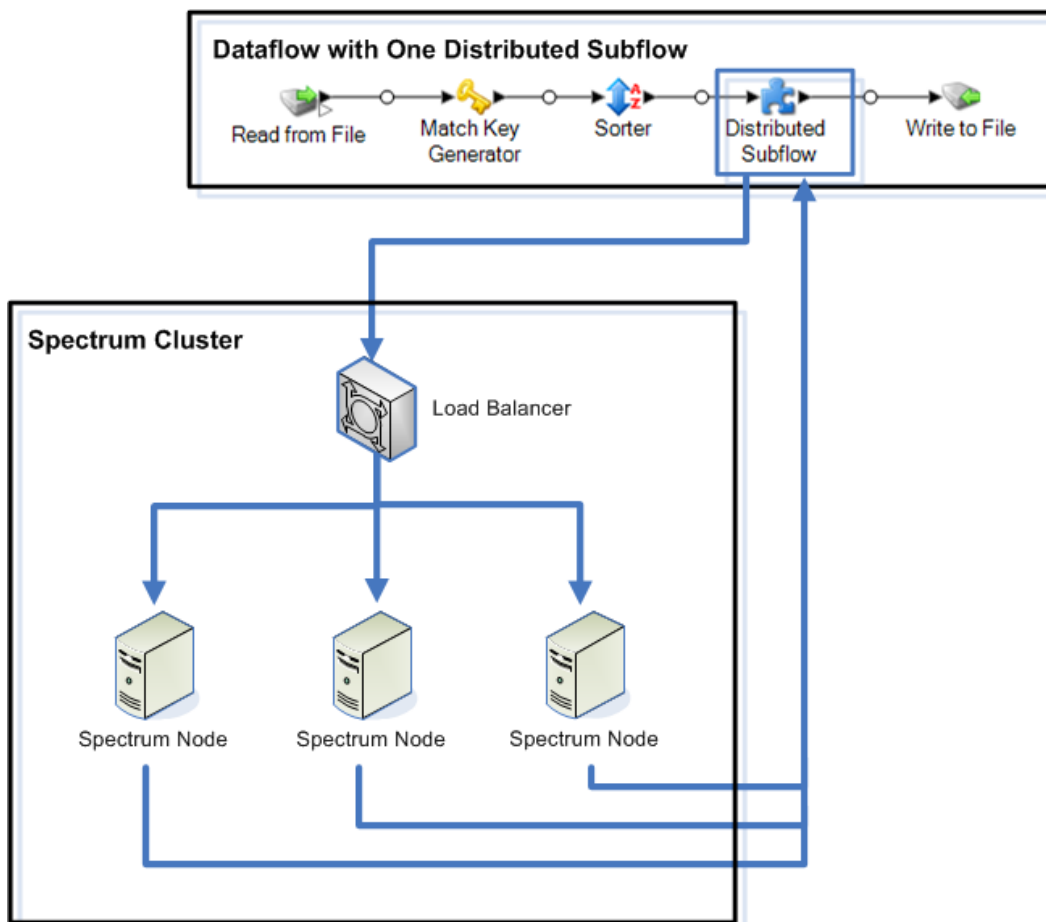 Dataflow with One Distributed Subflow
Read from File
Match Key
Generator
Sorter
Distributed
Subflow
Write to File
Spectrum Cluster
Load Balancer
Spectrum Node
Spectrum Node
Spectrum Node